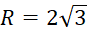 R = 2√3